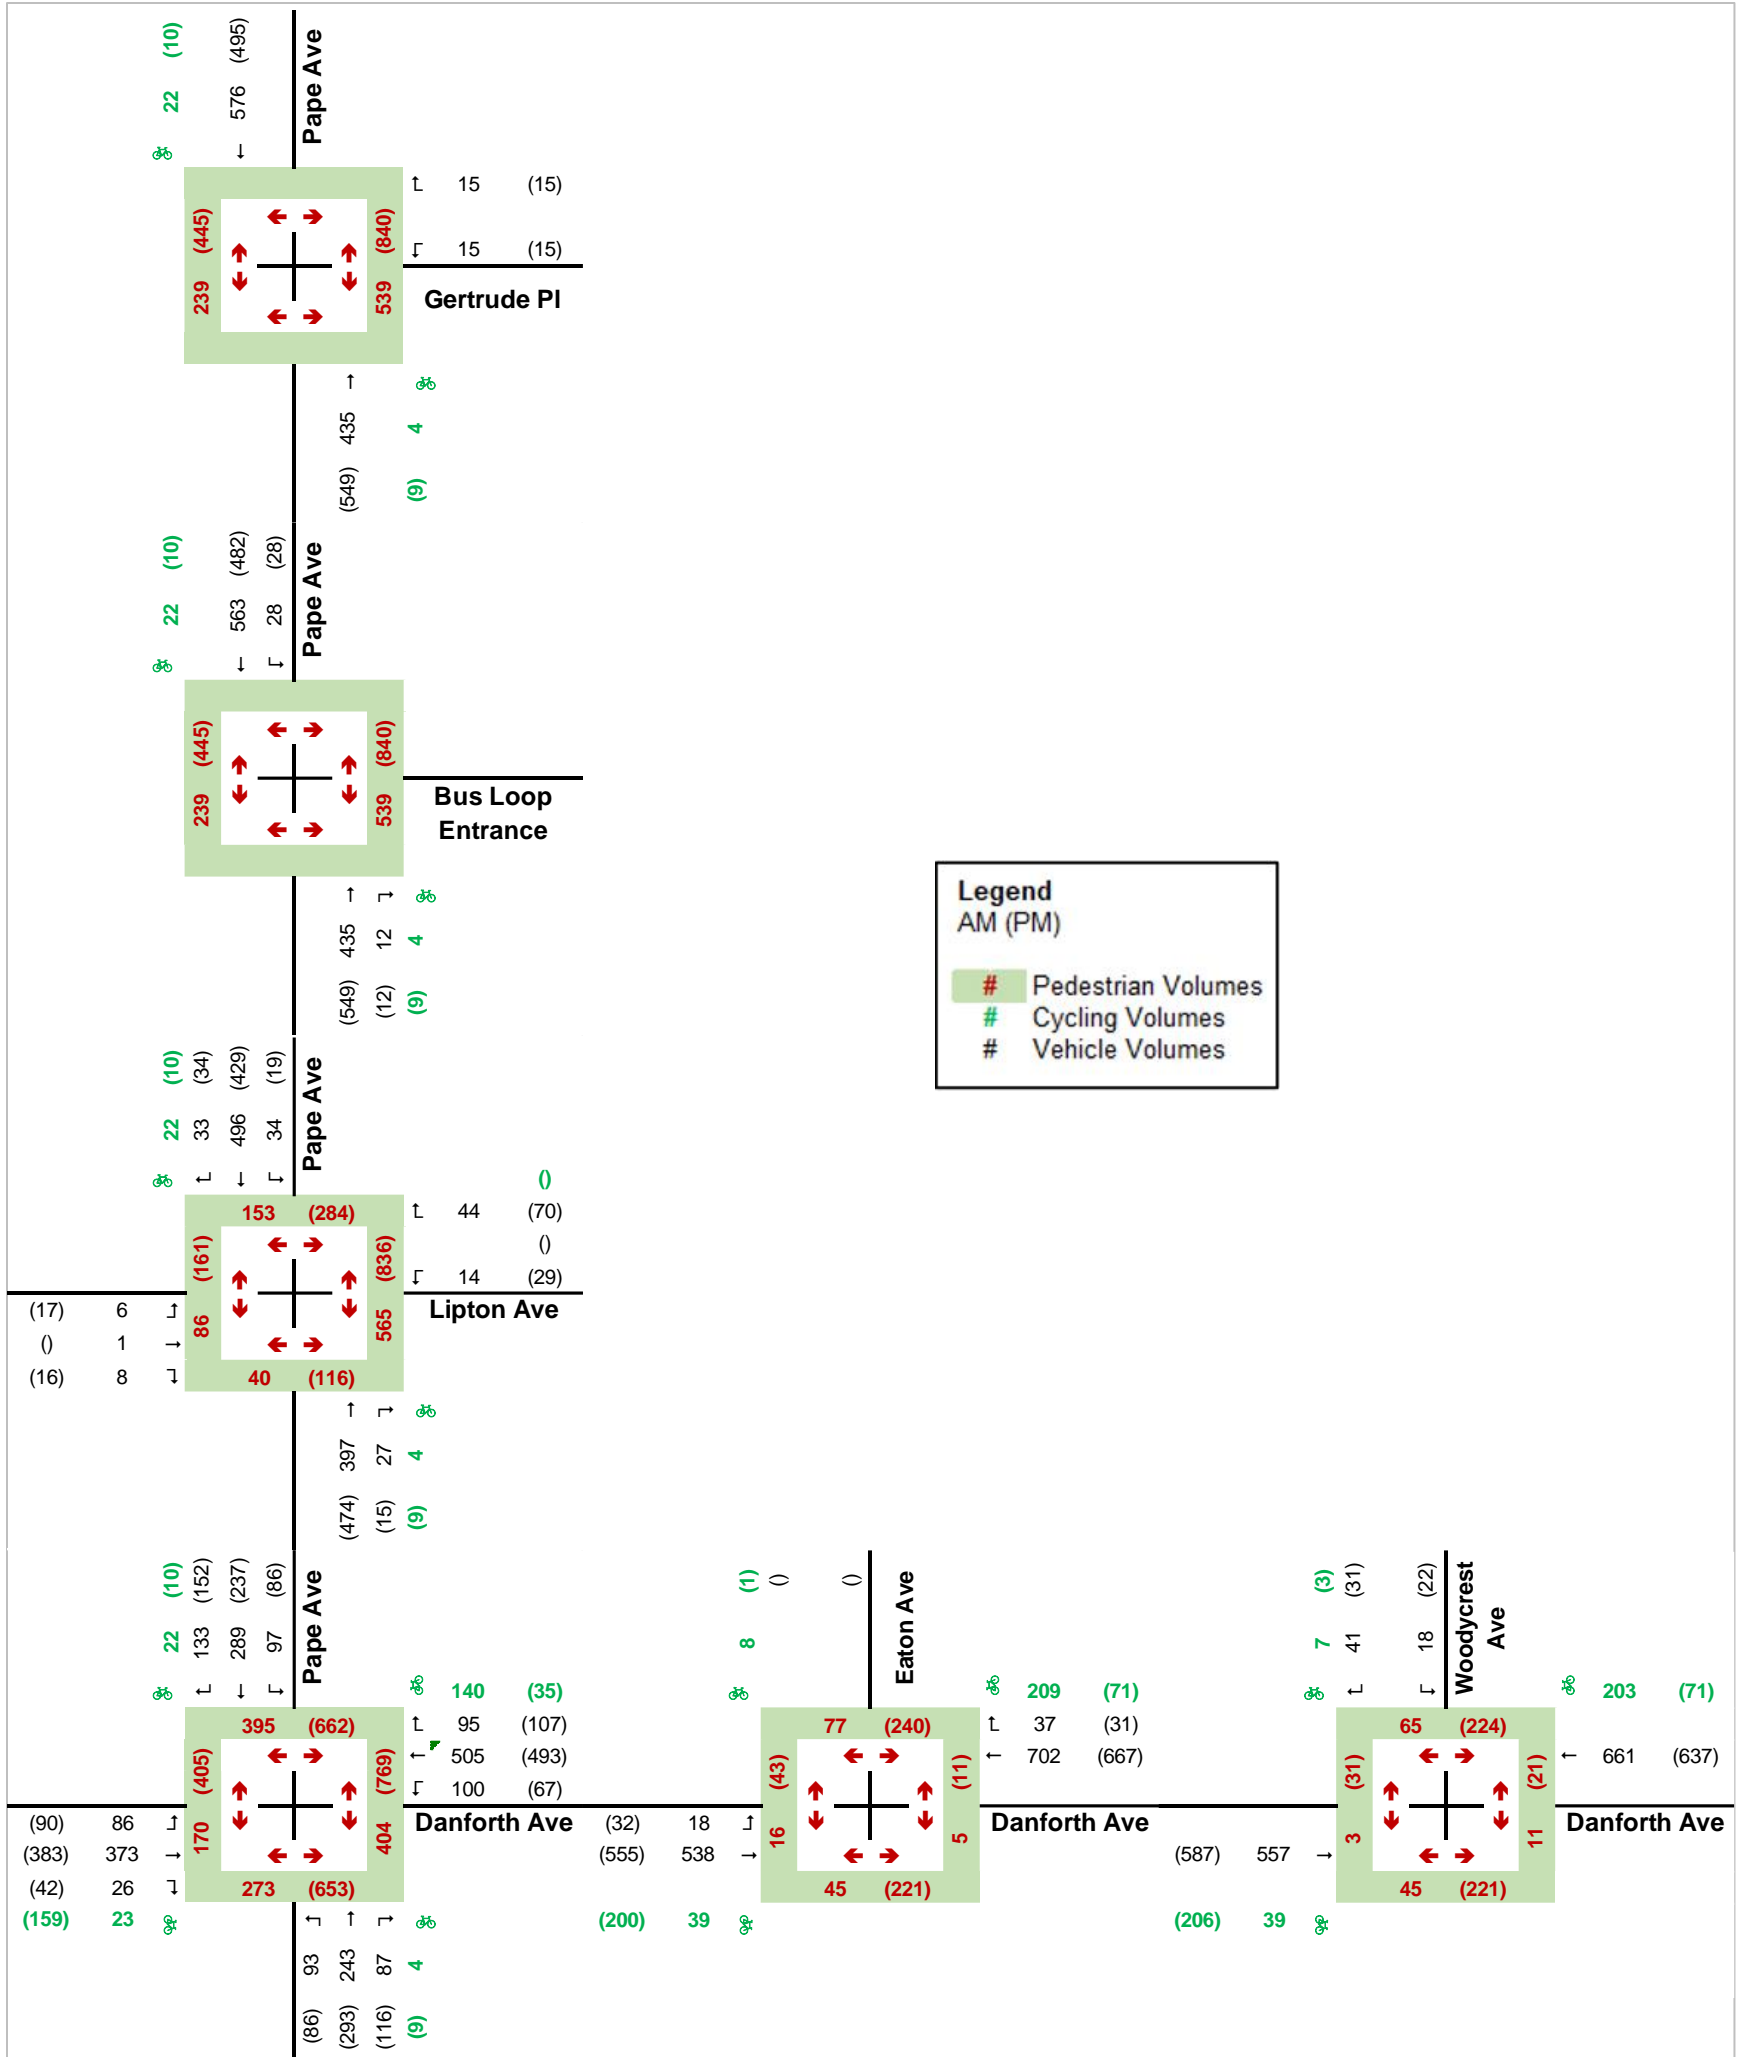 (10) (495)
22 576
Pape Ave
15 (15)
(445) (840)
15 (15)
239 539
Gertrude Pl
435 4
(549) (9)
(10) (482) (28)
22 563 28
Pape Ave
(445) (840)
239 539
Bus Loop
Entrance
435 12 4
(549) (12) (9)
Legend
AM (PM)
# Pedestrian Volumes
# Cycling Volumes
# Vehicle Volumes
(10) (34) (429) (19)
22 33 496 34
Pape Ave
()
153 (284) 44 (70)
()
(161) (836)
14 (29)
86 565
Lipton Ave
(17) 6
() 1
(16) 8
40 (116)
397 27 4
(474) (15) (9)
(10) (152) (237) (86)
22 133 289 97
Pape Ave
140 (35)
395 (662) 95 (107)
505 (493)
(405) (769)
100 (67)
170 404
Danforth Ave
(90) 86
(383) 373
(42) 26
273 (653)
(159) 23
93 243 87 4
(86) (293) (116) (9)
(1) () ()
8
Eaton Ave
209 (71)
77 (240) 37 (31)
702 (667)
(43) (11)
16 5
Danforth Ave
(32) 18
(555) 538
45 (221)
(200) 39
(3) (31) (22)
7 41 18
Woodycrest
Ave
203 (71)
65 (224)
661 (637)
(31) (21)
3 11
Danforth Ave
(587) 557
45 (221)
(206) 39